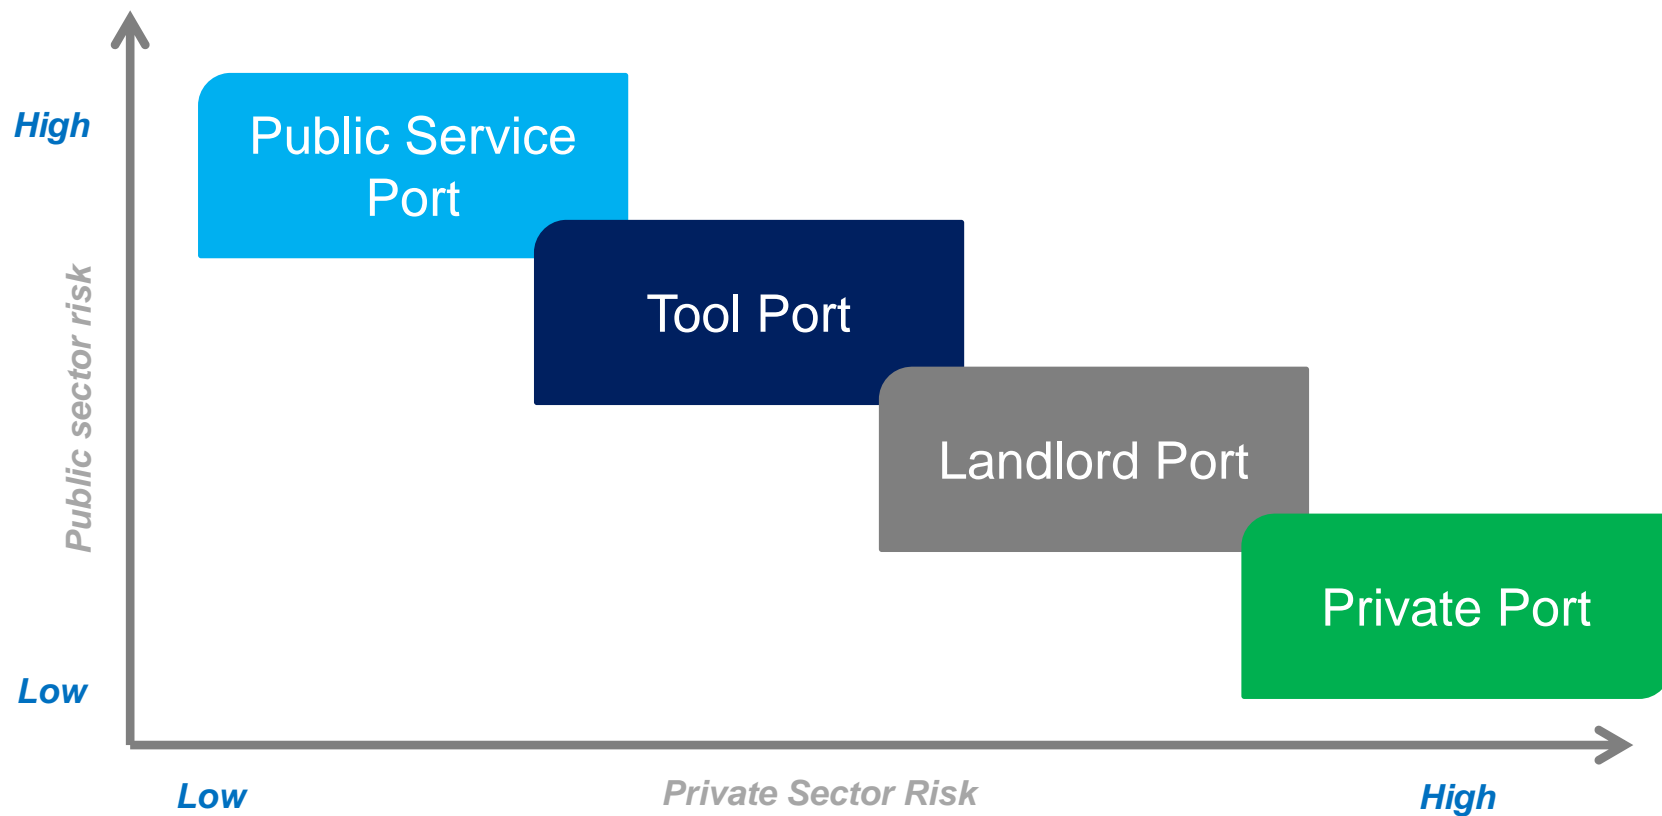 High
Public Service
Port
Public sector risk
Tool Port
Landlord Port
Private Port
Low
Low
Private Sector Risk
High